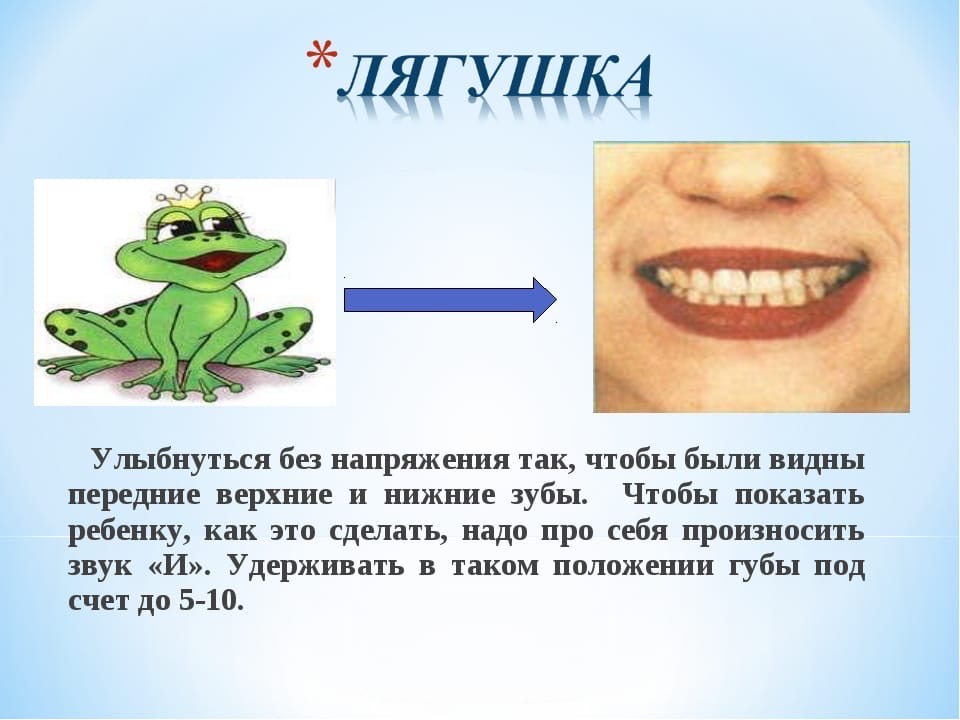 *ЛЯГУШКА
Улыбнуться без напряжения так, чтобы были видны
передние верхние и нижние зубы. Чтобы показать
ребенку, как это сделать, надо про себя произносить
звук «И». Удерживать в таком положении губы под
счет до 5-10.